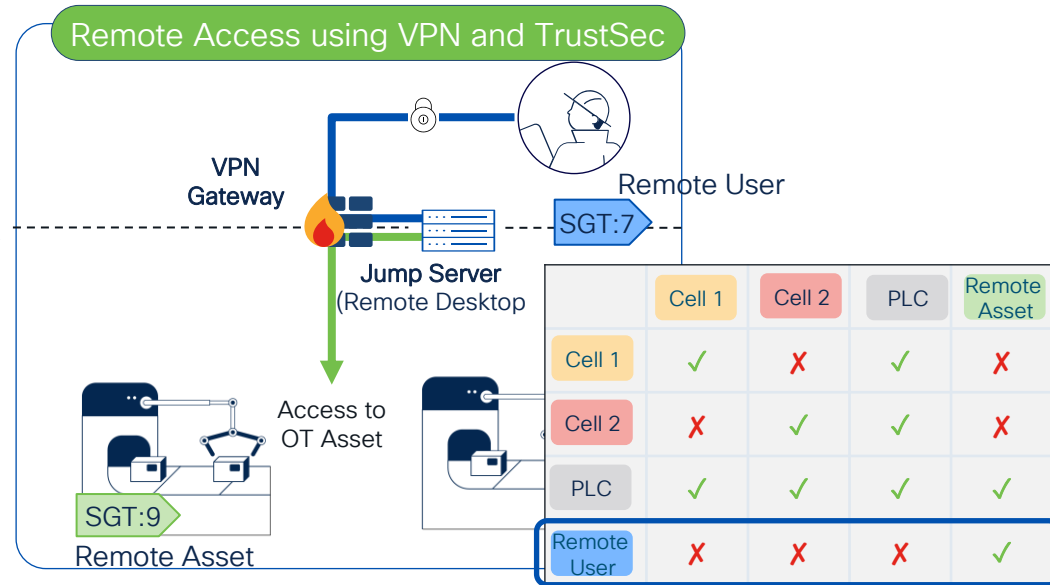 Remote Access using VPN and TrustSec
VPN
Gateway
Remote User
SGT:7
Jump Server
(Remote Desktop
Access to
OT Asset
SGT:9
Remote Asset
Cell 1
Cell 2
PLC
Remote
Asset
Cell 1
✓
✗
✓
✗
Cell 2
✗
✓
✓
✗
PLC
✓
✓
✓
✓
Remote
User
✗
✗
✗
✓